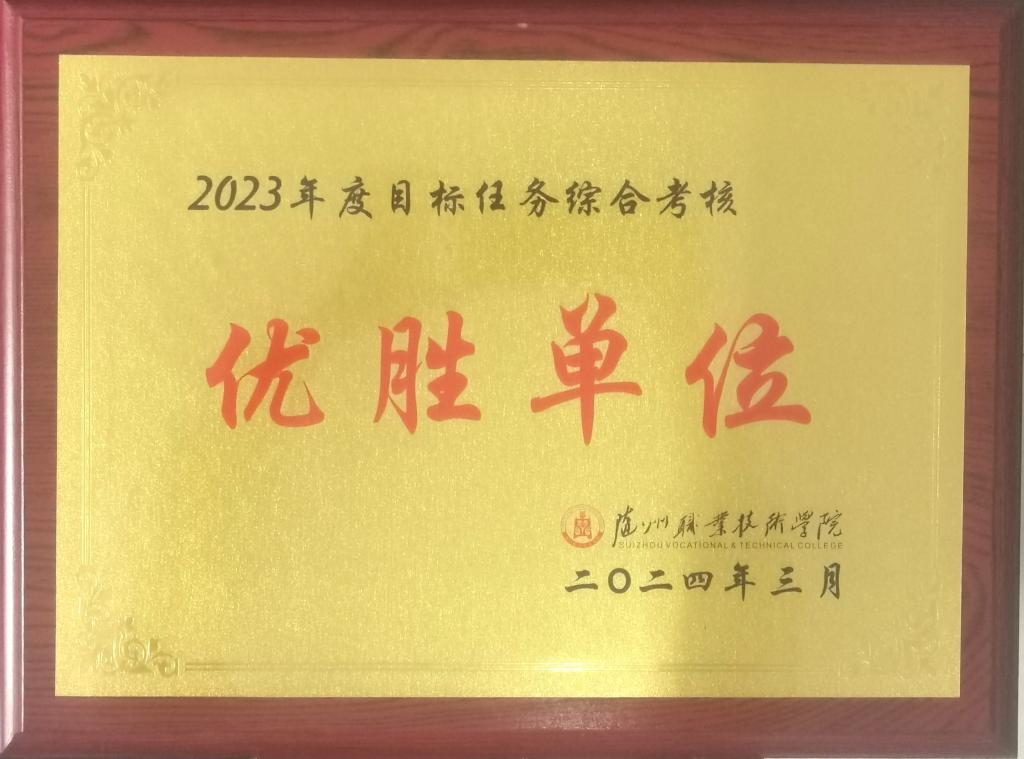 2023年度目标任务综合考核
优胜单位
随州职业技术学院
SUIZHOU VOCATIONAL & TECHNICAL COLLEGE
二〇二四年三月